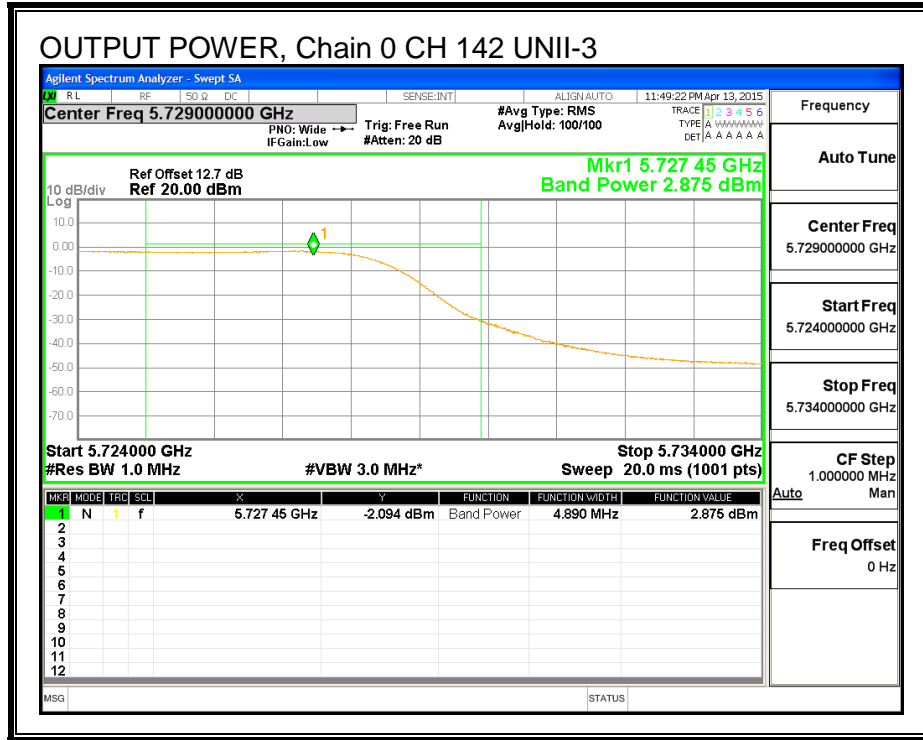 OUTPUT POWER, Chain 0 CH 142 UNII-3
Agilent Spectrum Analyzer - Swept SA
LXI RL RF 50 Ω DC SENSE:INT ALIGN AUTO 11:49:22 PM Apr 13, 2015
Center Freq 5.729000000 GHz
PNO: Wide
IFGain:Low
Trig: Free Run
#Atten: 20 dB
#Avg Type: RMS
Avg|Hold: 100/100
TRACE 1 2 3 4 5 6
TYPE A WWWWW
DET A A A A A A
Mkr1 5.727 45 GHz
Band Power 2.875 dBm
Ref Offset 12.7 dB
10 dB/div Ref 20.00 dBm
Log
10.0
0.00
-10.0
-20.0
-30.0
-40.0
-50.0
-60.0
-70.0
1
Start 5.724000 GHz Stop 5.734000 GHz
#Res BW 1.0 MHz #VBW 3.0 MHz* Sweep 20.0 ms (1001 pts)
MKR MODE TRC SCL X Y FUNCTION FUNCTION WIDTH FUNCTION VALUE
1 N 1 f 5.727 45 GHz -2.094 dBm Band Power 4.890 MHz 2.875 dBm
2
3
4
5
6
7
8
9
10
11
12
MSG STATUS
Frequency
Auto Tune
Center Freq
5.729000000 GHz
Start Freq
5.724000000 GHz
Stop Freq
5.734000000 GHz
CF Step
1.000000 MHz
Auto Man
Freq Offset
0 Hz